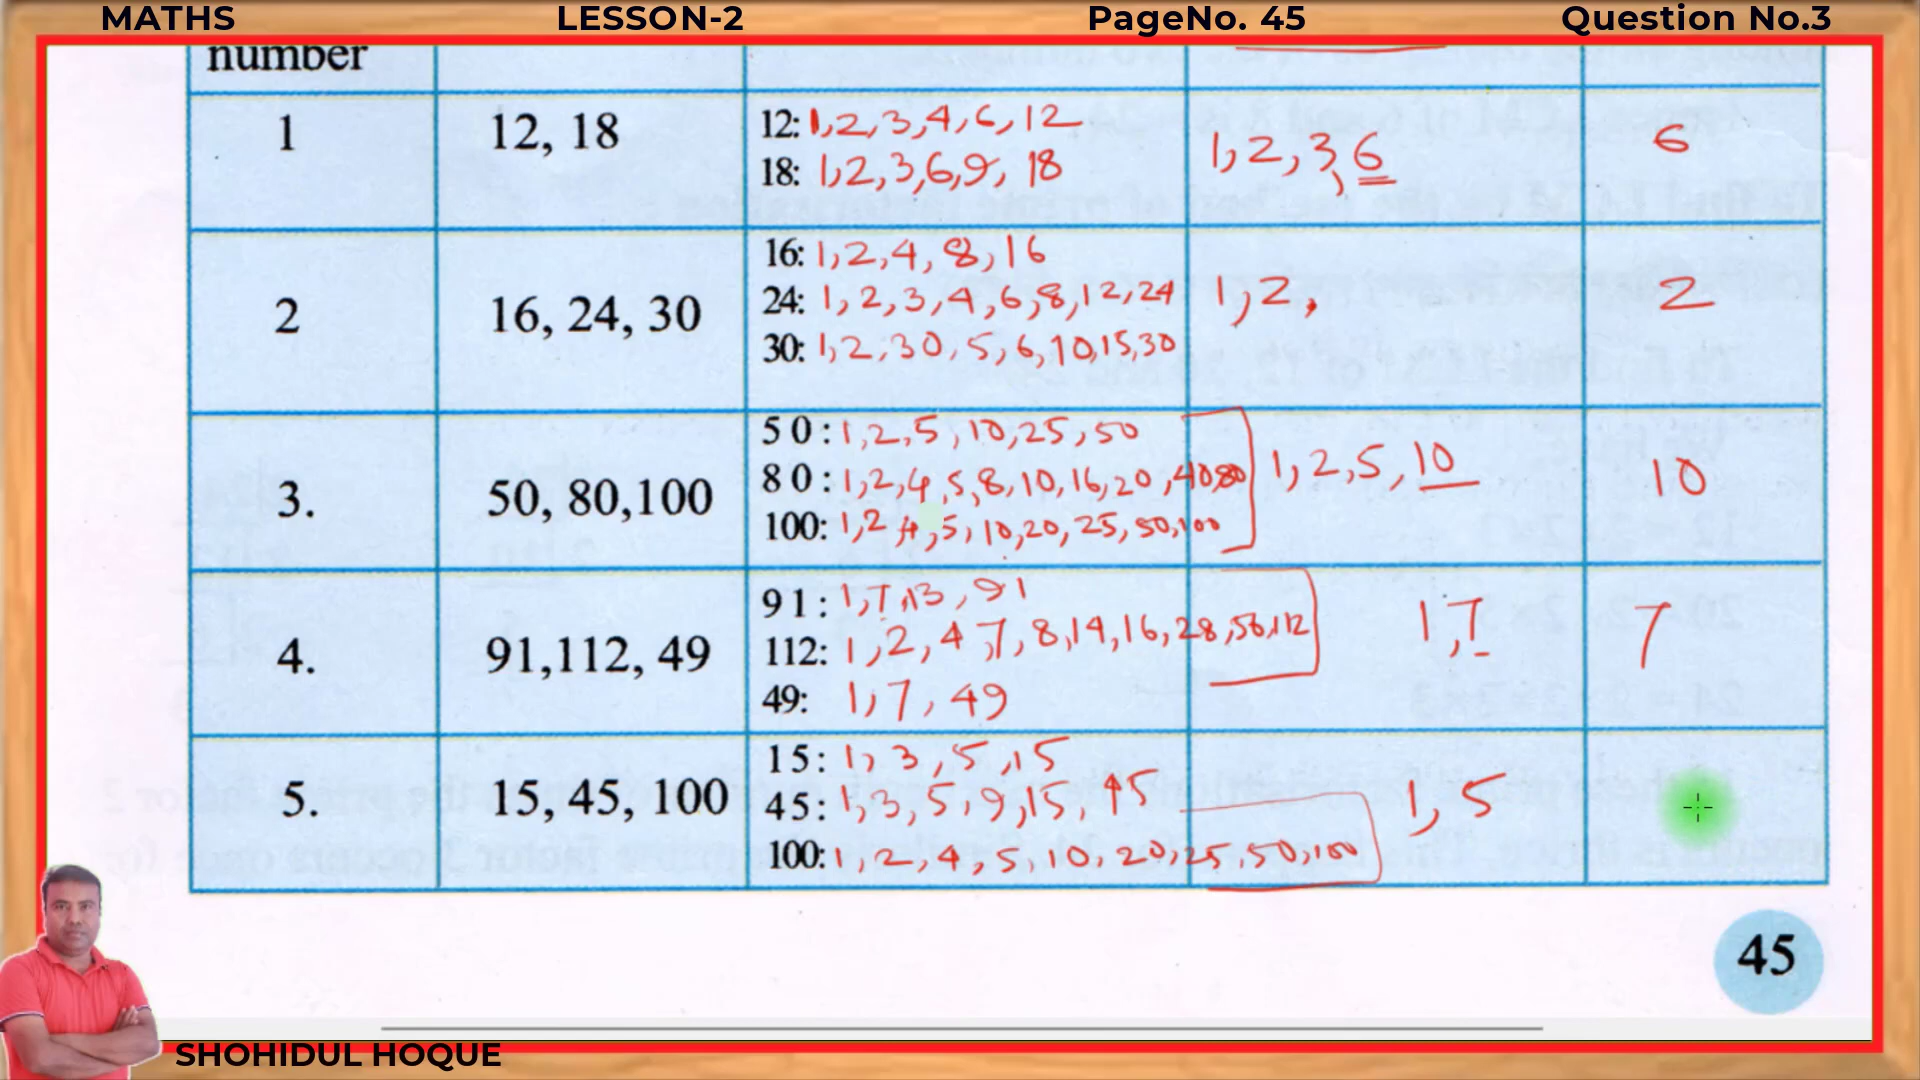 MATHS LESSON-2 PageNo. 45 Question No.3
number
1 12, 18 12: 1,2,3,4,6,12 1,2,3,6 6
18: 1,2,3,6,9, 18
2 16, 24, 30 16: 1,2,4,8,16 1,2, 2
24: 1,2,3,4,6,8,12,24
30: 1,2,30,5,6,10,15,30
3. 50, 80,100 50: 1,2,5,10,25,50 1,2,5,10 10
80: 1,2,4,5,8,10,16,20,40,80
100: 1,2 4,5,10,20,25,50,100
4. 91,112, 49 91: 1,7,13,91 1,7 7
112: 1,2,4 7,8,14,16,28,56,112
49: 1,7,49
5. 15, 45, 100 15: 1,3,5,15 1,5
45: 1,3,5,9,15,45
100: 1,2,4,5,10,20,25,50,100
45
SHOHIDUL HOQUE